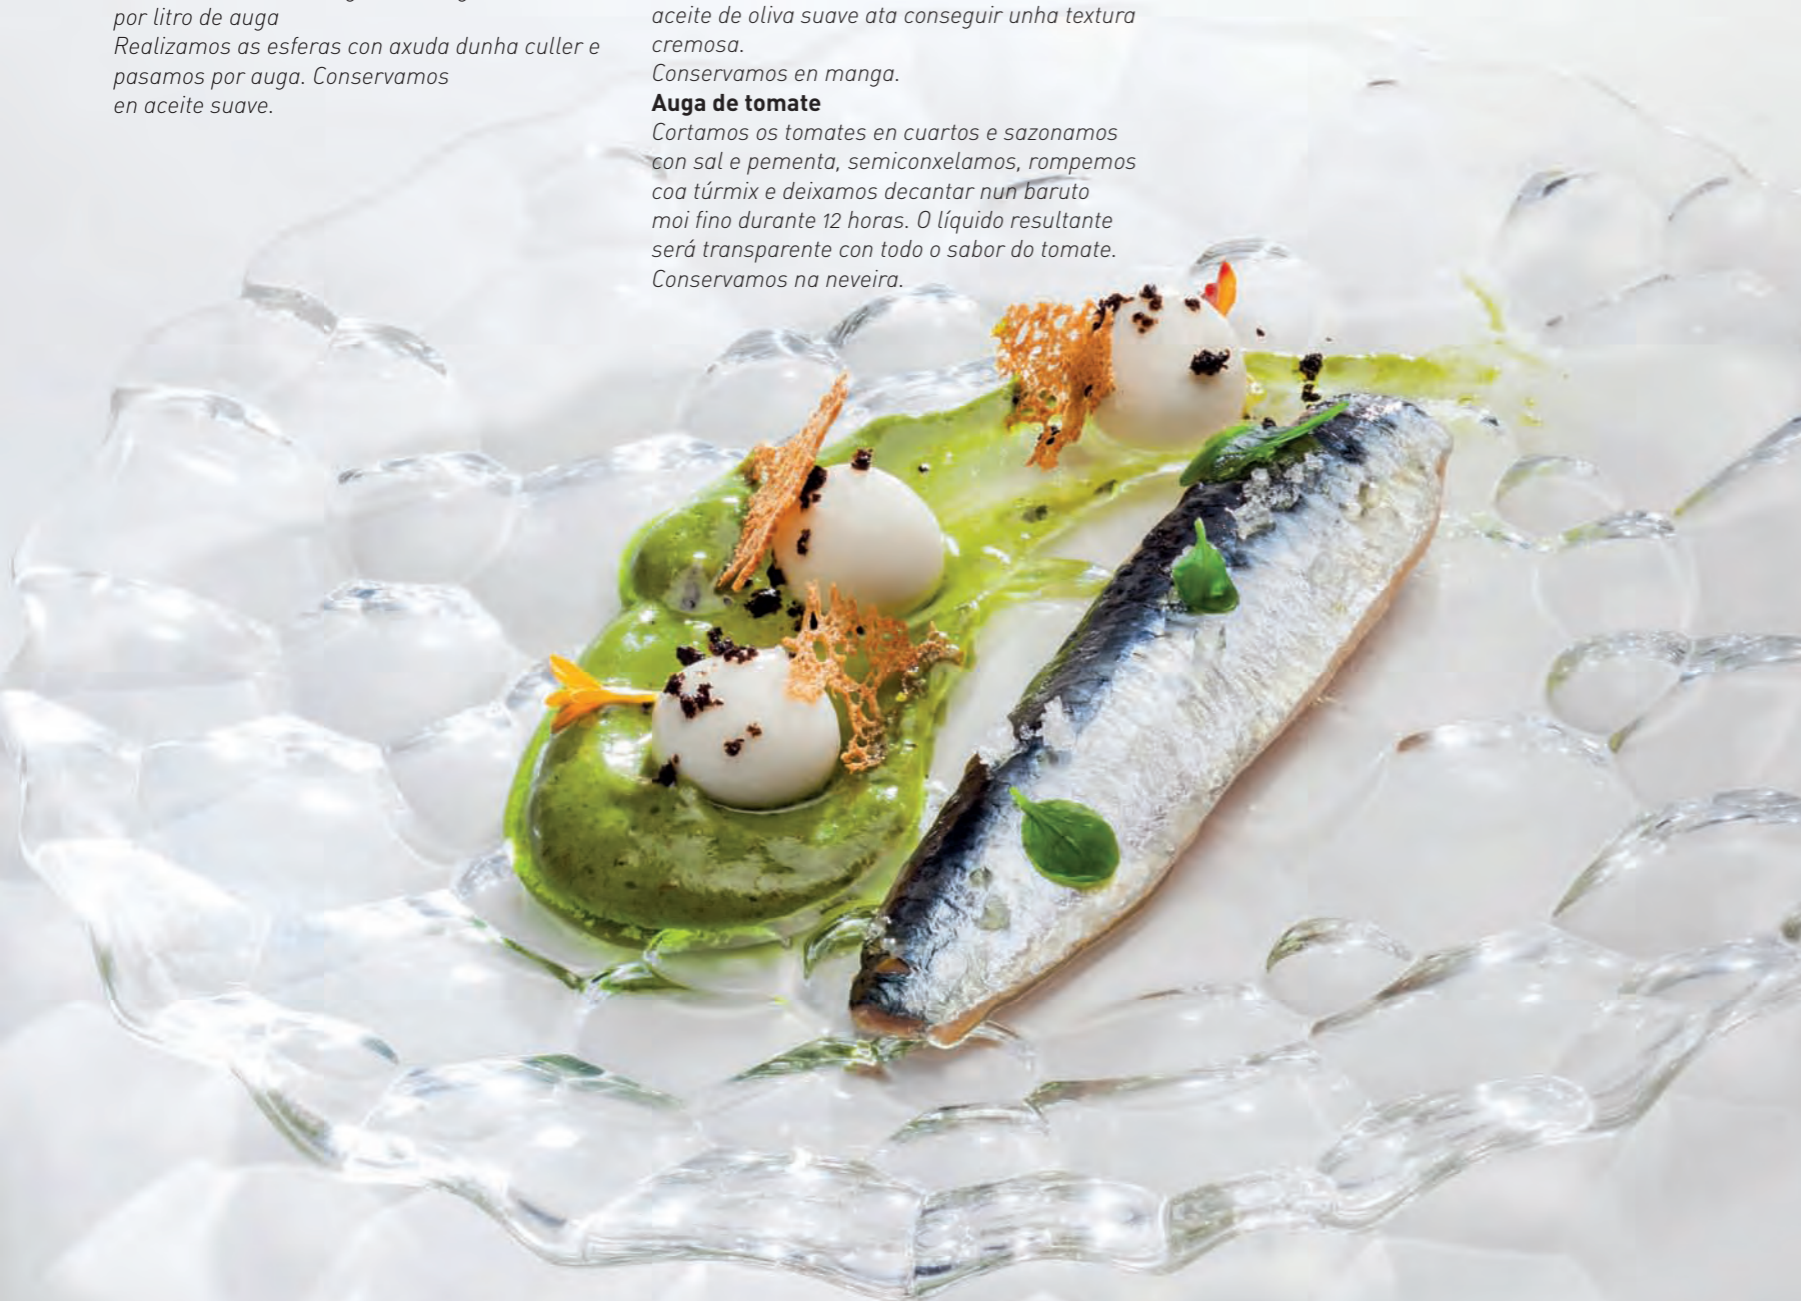 por litro de auga
Realizamos as esferas con axuda dunha culler e
pasamos por auga. Conservamos
en aceite suave.
aceite de oliva suave ata conseguir unha textura
cremosa.
Conservamos en manga.
Auga de tomate
Cortamos os tomates en cuartos e sazonamos
con sal e pementa, semiconxelamos, rompemos
coa túrmix e deixamos decantar nun baruto
moi fino durante 12 horas. O líquido resultante
será transparente con todo o sabor do tomate.
Conservamos na neveira.